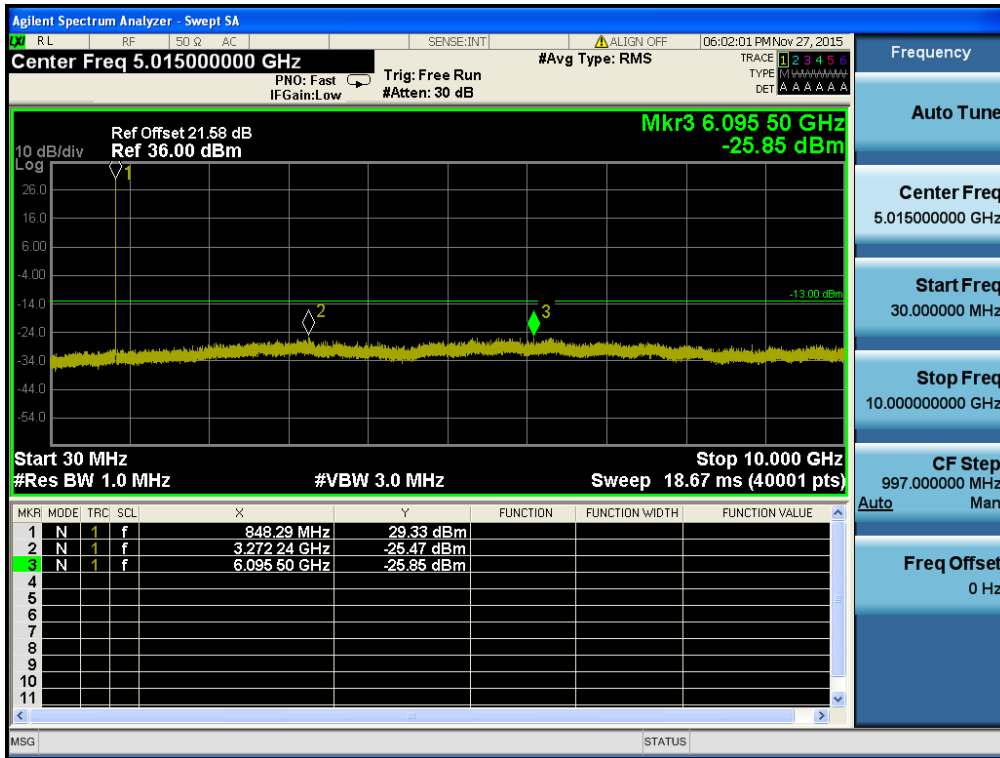 Agilent Spectrum Analyzer - Swept SA
LXI RL RF 50 Ω AC SENSE:INT ALIGN OFF 06:02:01 PM Nov 27, 2015
Center Freq 5.015000000 GHz #Avg Type: RMS TRACE 1 2 3 4 5 6
PNO: Fast Trig: Free Run TYPE M
IFGain:Low #Atten: 30 dB DET A A A A A A
Mkr3 6.095 50 GHz
-25.85 dBm
Ref Offset 21.58 dB
10 dB/div Ref 36.00 dBm
Log
1
26.0
16.0
6.00
-4.00
-13.00 dBm
-14.0
2
3
-24.0
-34.0
-44.0
-54.0
Start 30 MHz Stop 10.000 GHz
#Res BW 1.0 MHz #VBW 3.0 MHz Sweep 18.67 ms (40001 pts)
MKR MODE TRC SCL X Y FUNCTION FUNCTION WIDTH FUNCTION VALUE
1 N 1 f 848.29 MHz 29.33 dBm
2 N 1 f 3.272 24 GHz -25.47 dBm
3 N 1 f 6.095 50 GHz -25.85 dBm
4
5
6
7
8
9
10
11
MSG STATUS
Frequency
Auto Tune
Center Freq
5.015000000 GHz
Start Freq
30.000000 MHz
Stop Freq
10.000000000 GHz
CF Step
997.000000 MHz
Auto Man
Freq Offset
0 Hz